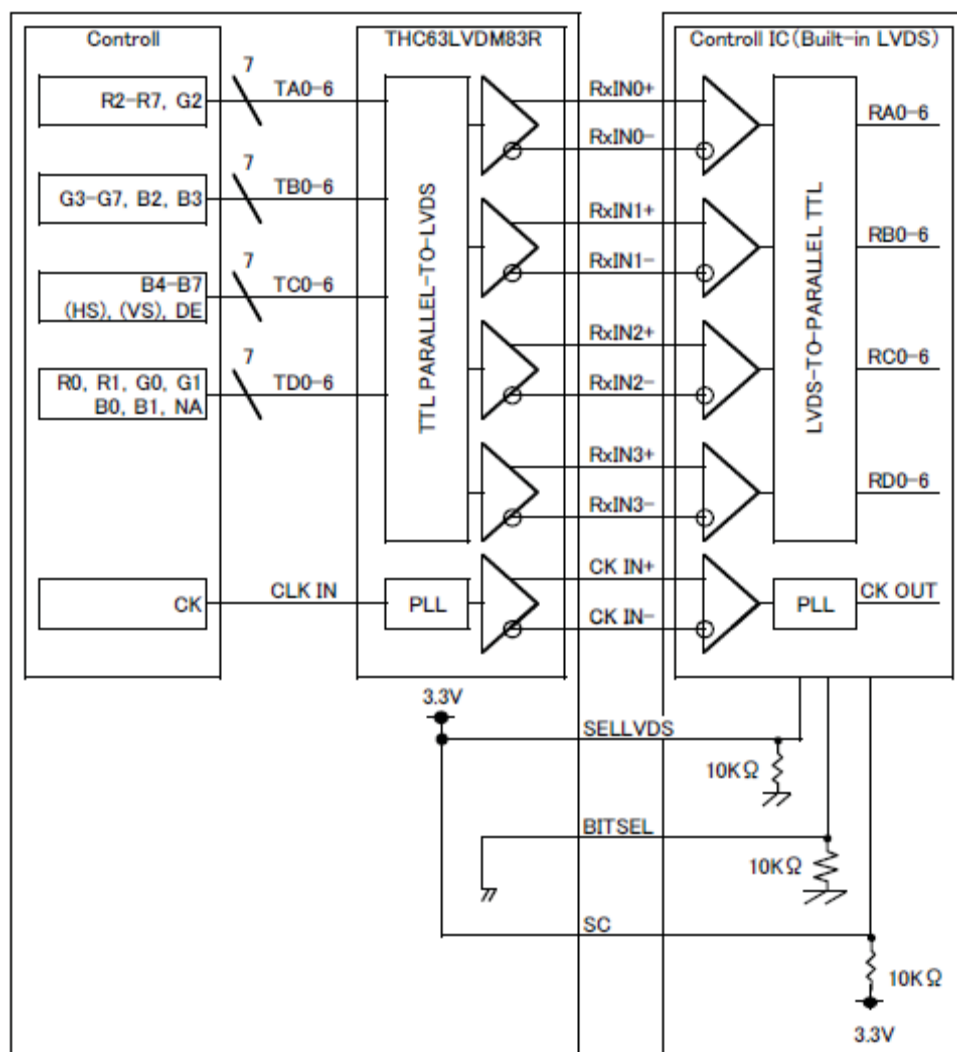 Controll
THC63LVDM83R
Controll IC(Built-in LVDS)
7
R2-R7, G2
TA0-6
RxIN0+
RxIN0-
RA0-6
7
G3-G7, B2, B3
TB0-6
RxIN1+
RxIN1-
RB0-6
7
B4-B7
(HS), (VS), DE
TC0-6
RxIN2+
RxIN2-
RC0-6
7
R0, R1, G0, G1
B0, B1, NA
TD0-6
RxIN3+
RxIN3-
RD0-6
TTL PARALLEL-TO-LVDS
LVDS-TO-PARALLEL TTL
CK
CLK IN
PLL
CK IN+
CK IN-
PLL
CK OUT
3.3V
SELLVDS
10KΩ
BITSEL
10KΩ
SC
10KΩ
3.3V